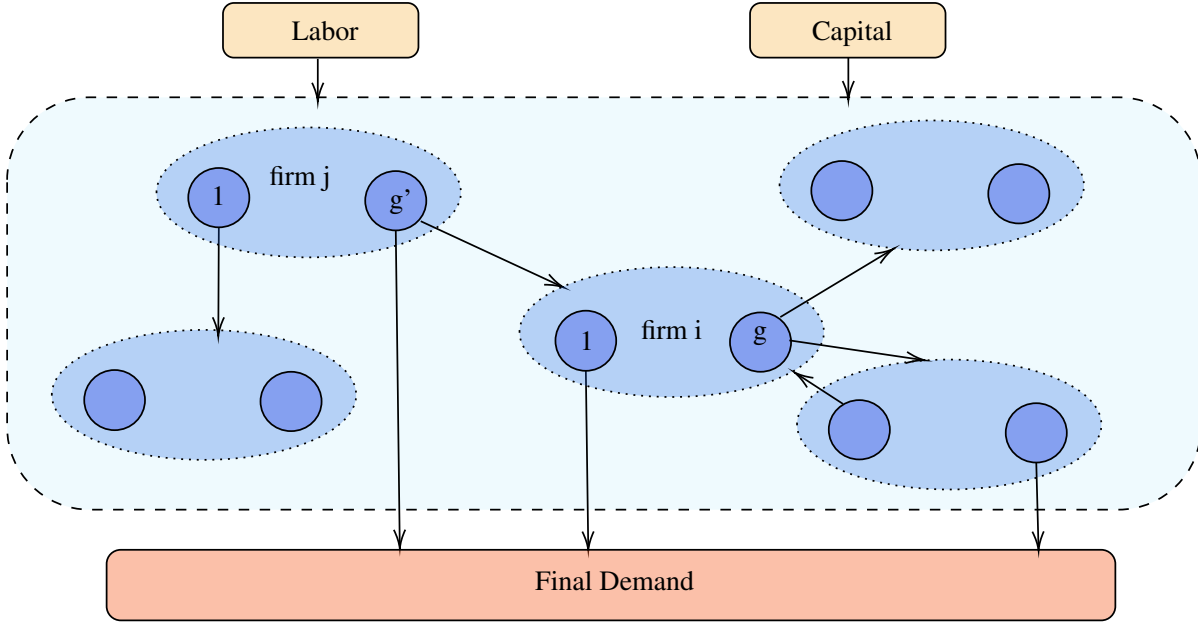 Labor
Capital
firm j
1
g’
1
firm i
g
Final Demand